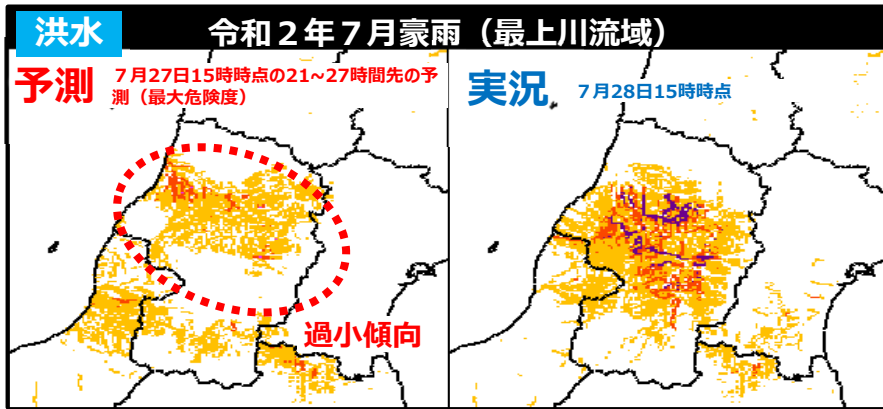 洪水
令和２年７月豪雨（最上川流域）
予測
７月27日15時時点の21~27時間先の予
測（最大危険度）
実況
７月28日15時時点
過小傾向